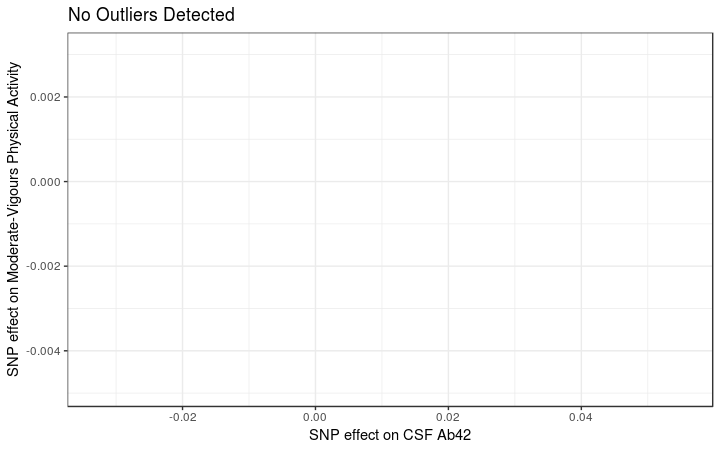 No Outliers Detected
SNP effect on Moderate-Vigours Physical Activity
0.002
0.000
-0.002
-0.004
-0.02
0.00
0.02
0.04
SNP effect on CSF Ab42